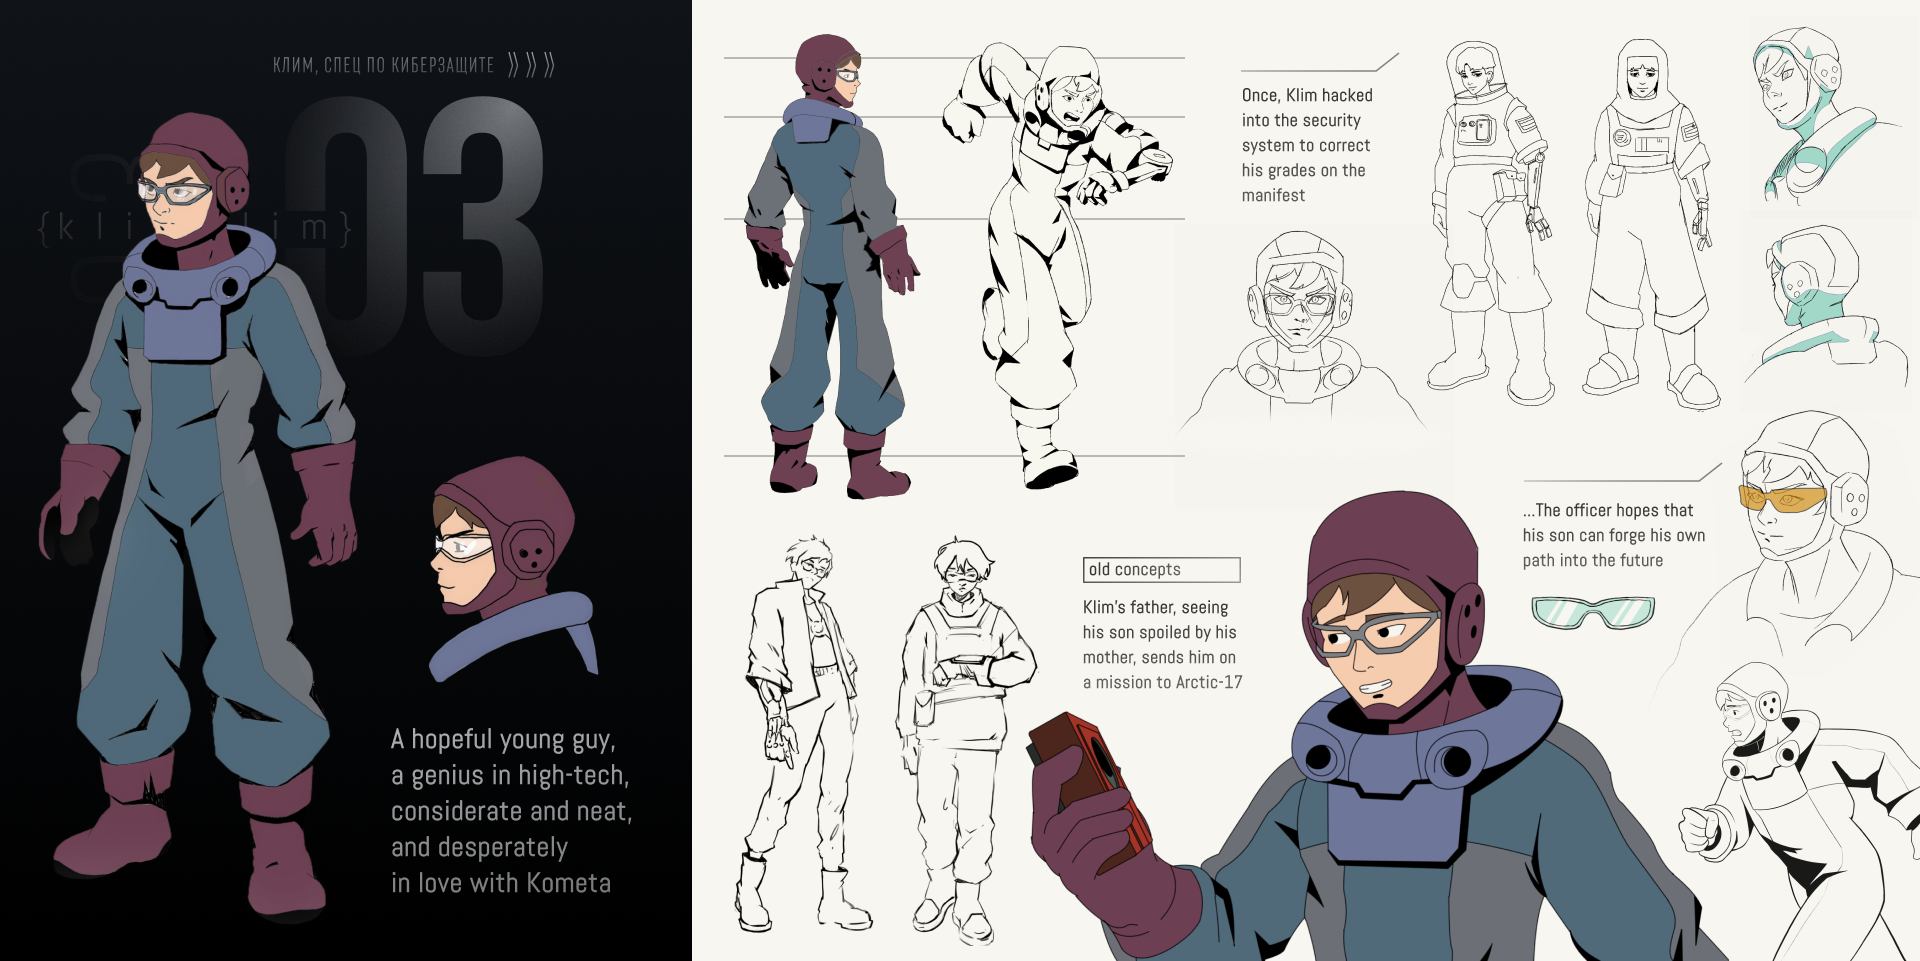 КЛИМ, СПЕЦ ПО КИБЕРЗАЩИТЕ
03
A hopeful young guy,
a genius in high-tech,
considerate and neat,
and desperately
in love with Kometa
Once, Klim hacked
into the security
system to correct
his grades on the
manifest
old concepts
Klim's father, seeing
his son spoiled by his
mother, sends him on
a mission to Arctic-17
...The officer hopes that
his son can forge his own
path into the future